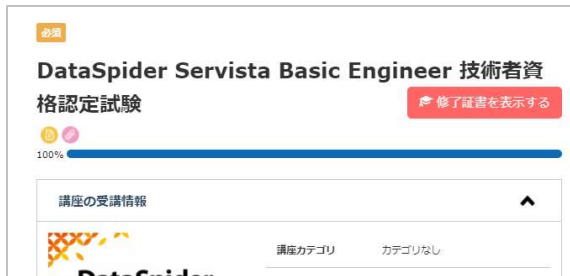 必須
DataSpider Servista Basic Engineer 技術者資
格認定試験
修了証書を表示する
100%
講座の受講情報
講座カテゴリ カテゴリなし
DataSpider